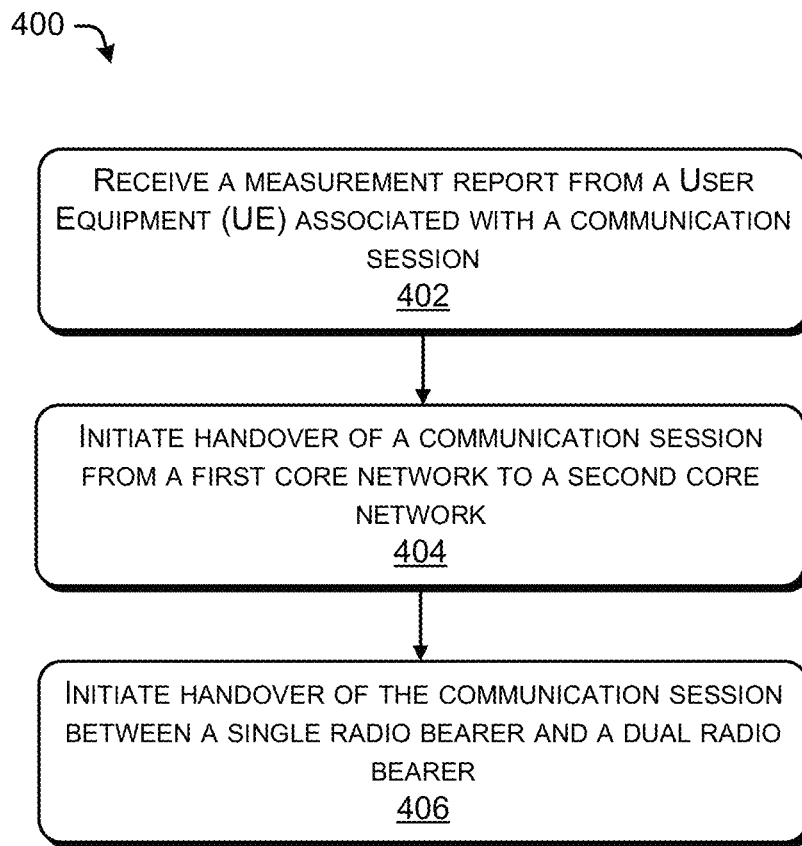 400
RECEIVE A MEASUREMENT REPORT FROM A USER
EQUIPMENT (UE) ASSOCIATED WITH A COMMUNICATION
SESSION
402
INITIATE HANDOVER OF A COMMUNICATION SESSION
FROM A FIRST CORE NETWORK TO A SECOND CORE
NETWORK
404
INITIATE HANDOVER OF THE COMMUNICATION SESSION
BETWEEN A SINGLE RADIO BEARER AND A DUAL RADIO
BEARER
406